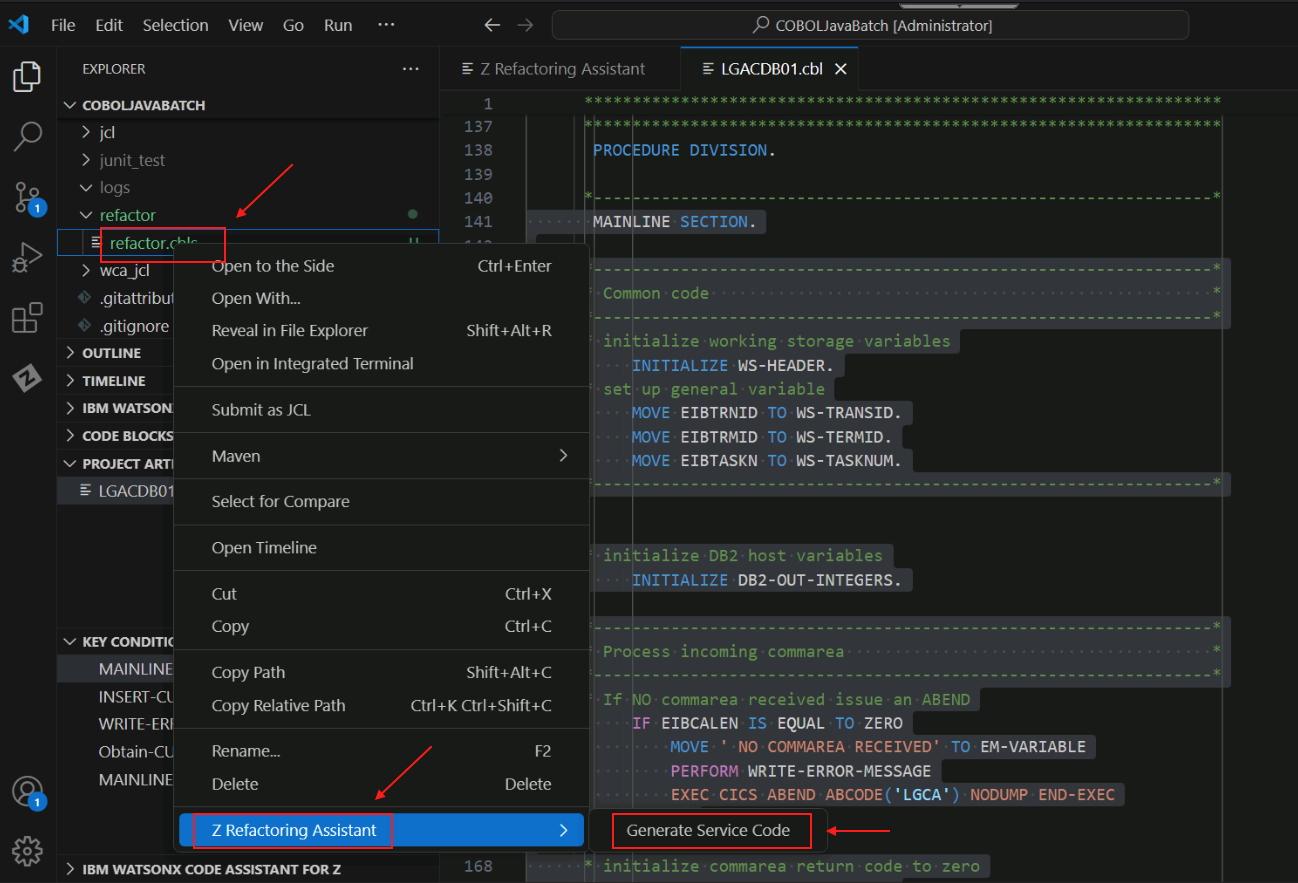 File Edit Selection View Go Run ···
COBOLJavaBatch [Administrator]
EXPLORER ···
COBOLJAVABATCH
jcl
junit_test
logs
refactor
refactor.cbls U
wca_jcl
.gitattribut
.gitignore
OUTLINE
TIMELINE
IBM WATSONX
CODE BLOCKS
PROJECT ARTI
LGACDB01
KEY CONDITIO
MAINLINE
INSERT-CU
WRITE-ER
Obtain-CU
MAINLINE
IBM WATSONX CODE ASSISTANT FOR Z
1
1
Open to the Side Ctrl+Enter
Open With...
Reveal in File Explorer Shift+Alt+R
Open in Integrated Terminal
Submit as JCL
Maven
Select for Compare
Open Timeline
Cut Ctrl+X
Copy Ctrl+C
Copy Path Shift+Alt+C
Copy Relative Path Ctrl+K Ctrl+Shift+C
Rename... F2
Delete Delete
Z Refactoring Assistant
Generate Service Code
Z Refactoring Assistant LGACDB01.cbl
1 ******************************************************************
137 ******************************************************************
138 PROCEDURE DIVISION.
139
140 *----------------------------------------------------------------*
141 MAINLINE SECTION.
----------------------------------------------------------------*
Common code *
----------------------------------------------------------------*
initialize working storage variables
INITIALIZE WS-HEADER.
set up general variable
MOVE EIBTRNID TO WS-TRANSID.
MOVE EIBTRMID TO WS-TERMID.
MOVE EIBTASKN TO WS-TASKNUM.
----------------------------------------------------------------*
initialize DB2 host variables
INITIALIZE DB2-OUT-INTEGERS.
----------------------------------------------------------------*
Process incoming commarea *
----------------------------------------------------------------*
If NO commarea received issue an ABEND
IF EIBCALEN IS EQUAL TO ZERO
MOVE ' NO COMMAREA RECEIVED' TO EM-VARIABLE
PERFORM WRITE-ERROR-MESSAGE
EXEC CICS ABEND ABCODE('LGCA') NODUMP END-EXEC
168 * initialize commarea return code to zero